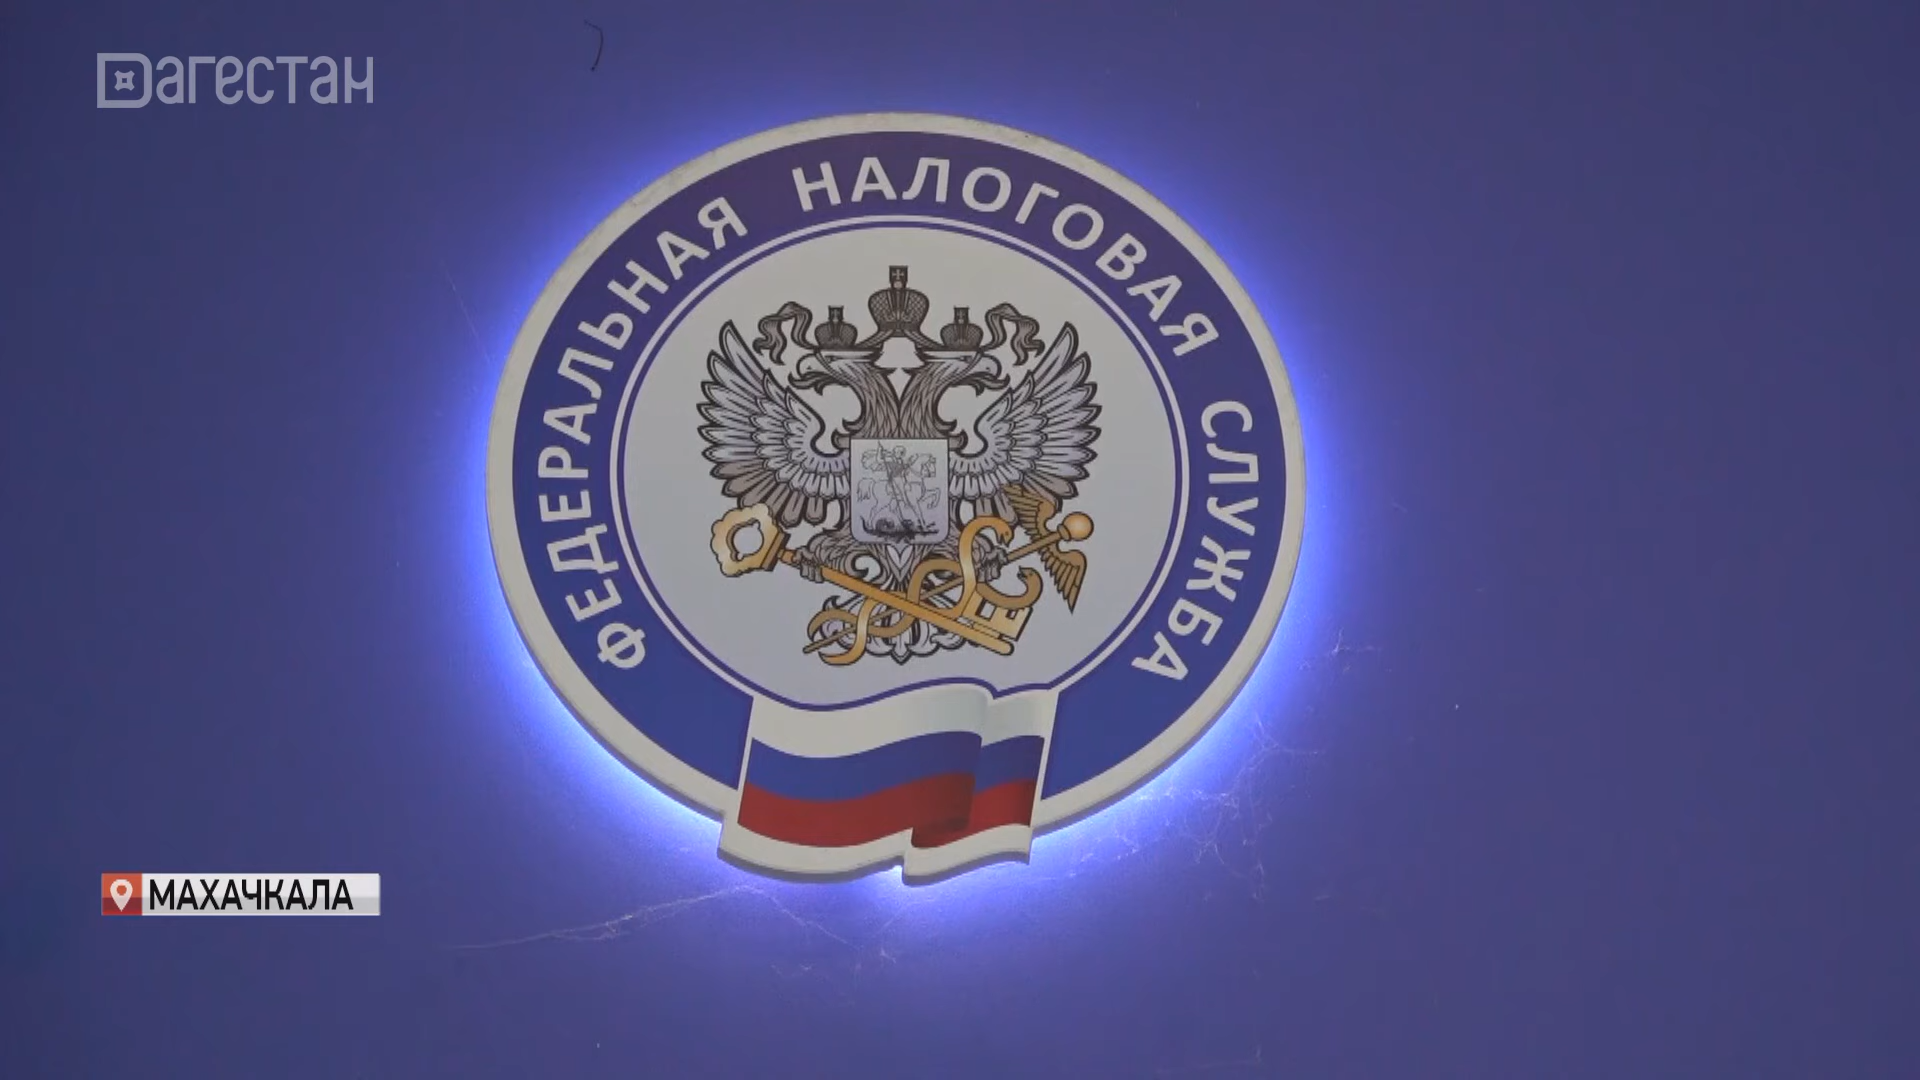 Дагестан
ФЕДЕРАЛЬНАЯ НАЛОГОВАЯ СЛУЖБА
МАХАЧКАЛА